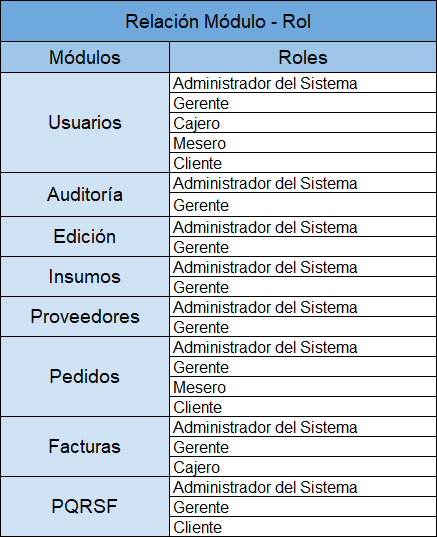 Relación Módulo - Rol
Módulos Roles
Usuarios
Administrador del Sistema
Gerente
Cajero
Mesero
Cliente
Auditoría
Administrador del Sistema
Gerente
Edición
Administrador del Sistema
Gerente
Insumos
Administrador del Sistema
Gerente
Proveedores
Administrador del Sistema
Gerente
Pedidos
Administrador del Sistema
Gerente
Mesero
Cliente
Facturas
Administrador del Sistema
Gerente
Cajero
PQRSF
Administrador del Sistema
Gerente
Cliente